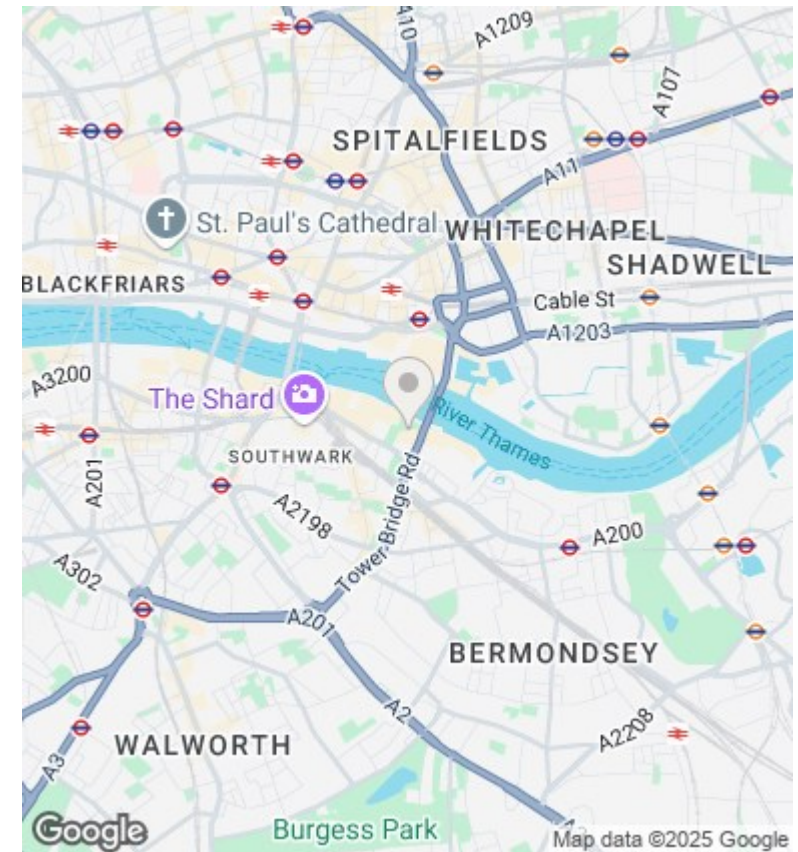 A10
A1209
A107
SPITALFIELDS
A11
St. Paul's Cathedral
WHITECHAPEL
SHADWELL
BLACKFRIARS
Cable St
A1203
A3200
The Shard
River Thames
SOUTHWARK
A201
A2198
Tower Bridge Rd
A200
A302
A201
BERMONDSEY
A2
A2208
WALWORTH
A3
Burgess Park
Google
Map data ©2025 Google